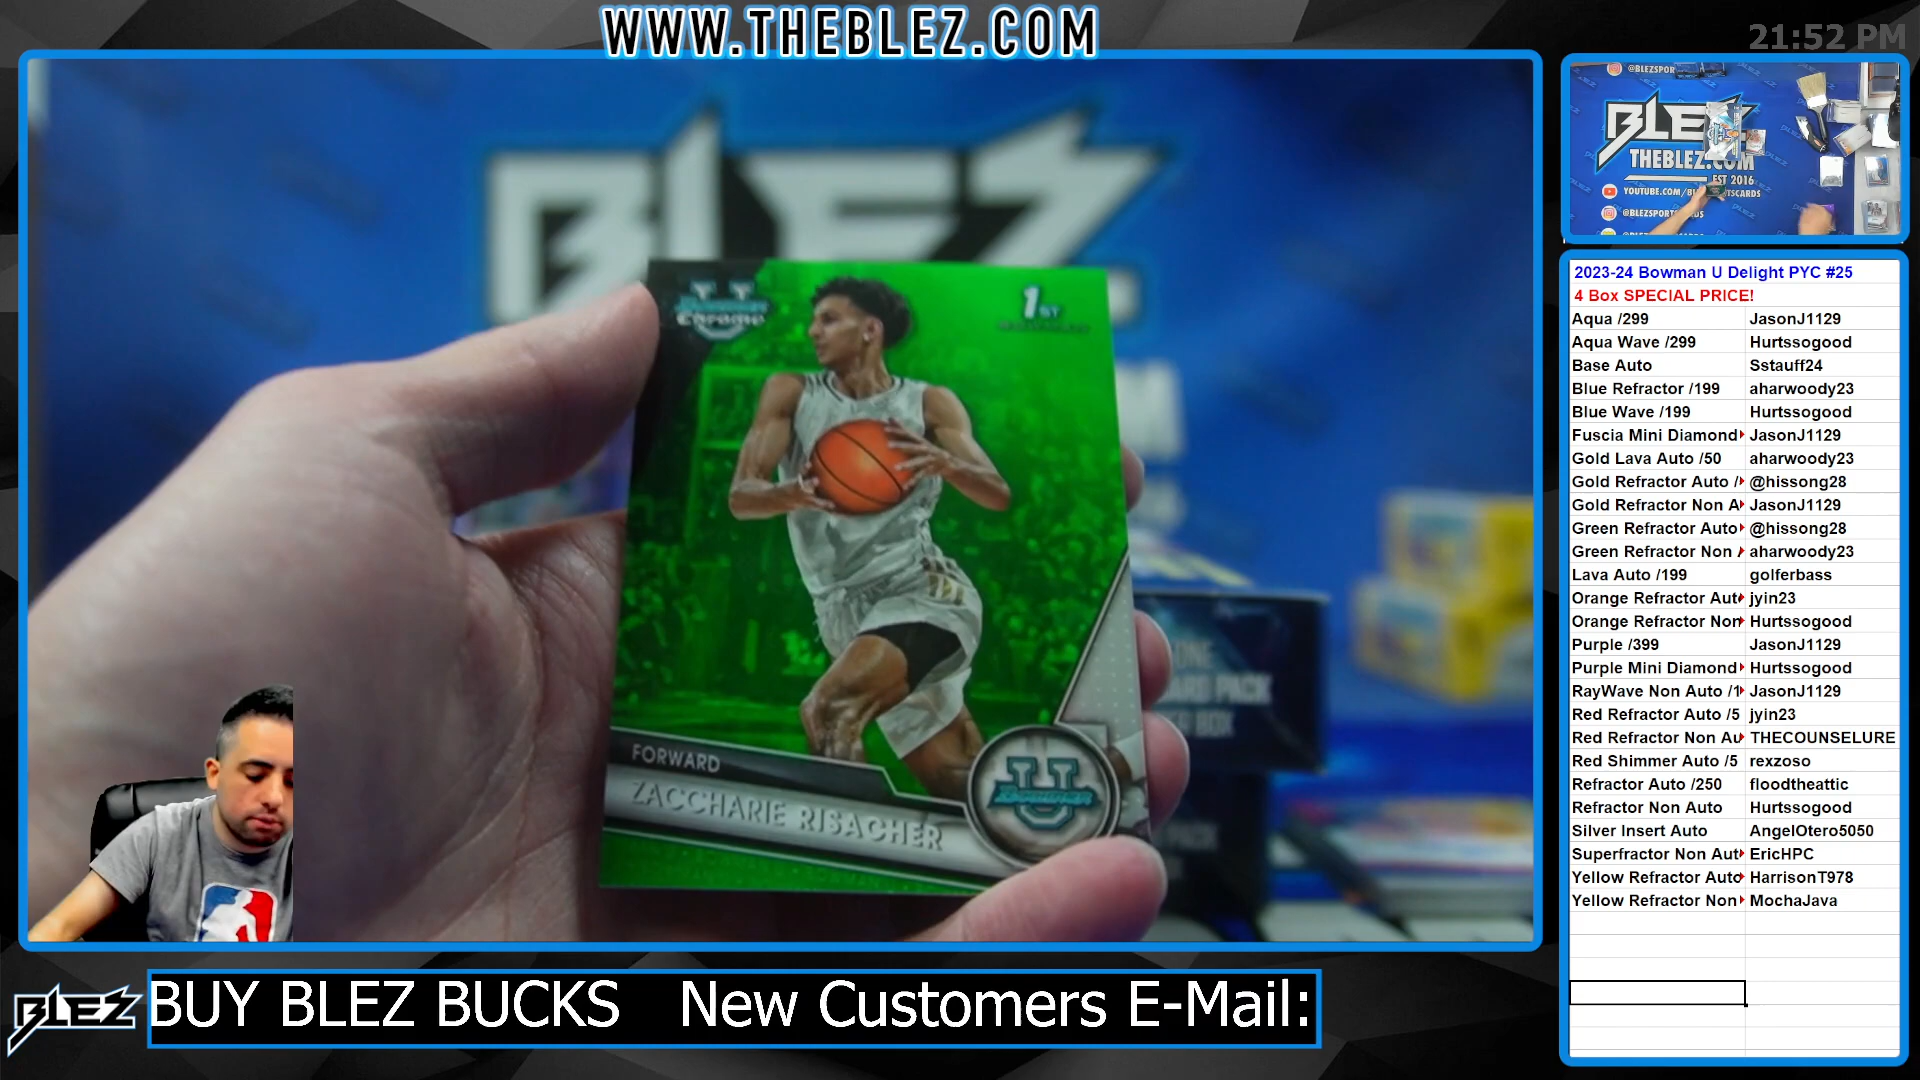 WWW.THEBLEZ.COM
21:52 PM
BLEZ
Bowman
Chrome
1ST
FORWARD
ZACCHARIE RISACHER
Bowman
@BLEZSPOR
BLEZ
THEBLEZ.COM
EST 2016
@BLEZSPORT
2023-24 Bowman U Delight PYC #25
4 Box SPECIAL PRICE!
Aqua /299 JasonJ1129
Aqua Wave /299 Hurtssogood
Base Auto Sstauff24
Blue Refractor /199 aharwoody23
Blue Wave /199 Hurtssogood
Fuscia Mini Diamond JasonJ1129
Gold Lava Auto /50 aharwoody23
Gold Refractor Auto / @hissong28
Gold Refractor Non A JasonJ1129
Green Refractor Auto @hissong28
Green Refractor Non A aharwoody23
Lava Auto /199 golferbass
Orange Refractor Aut jyin23
Orange Refractor Non Hurtssogood
Purple /399 JasonJ1129
Purple Mini Diamond Hurtssogood
RayWave Non Auto /1 JasonJ1129
Red Refractor Auto /5 jyin23
Red Refractor Non Au THECOUNSELURE
Red Shimmer Auto /5 rexzoso
Refractor Auto /250 floodtheattic
Refractor Non Auto Hurtssogood
Silver Insert Auto AngelOtero5050
Superfractor Non Aut EricHPC
Yellow Refractor Auto HarrisonT978
Yellow Refractor Non MochaJava
BLEZ
BUY BLEZ BUCKS New Customers E-Mail: